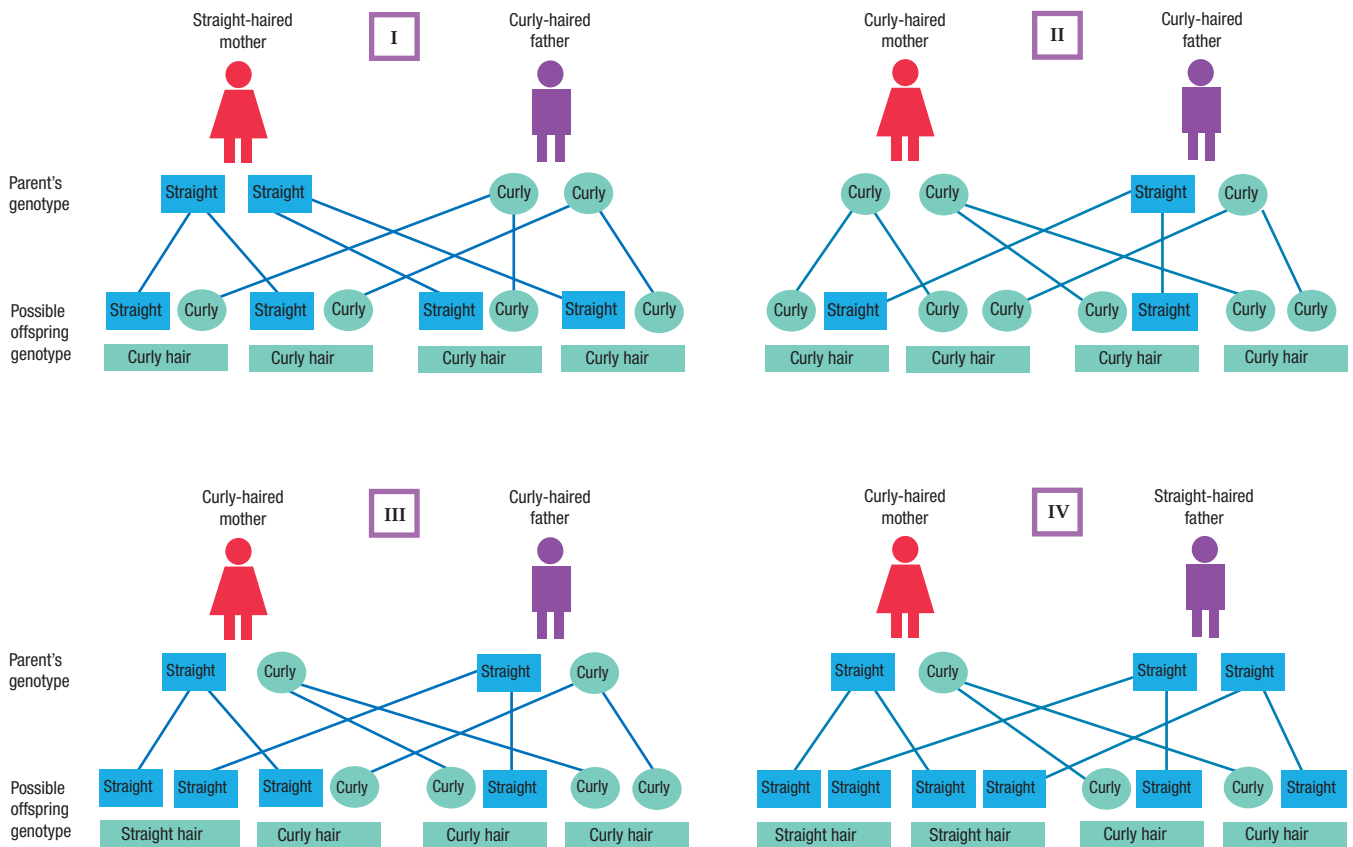 Straight-haired
mother
I
Curly-haired
father
Parent's
genotype
Straight
Straight
Curly
Curly
Possible
offspring
genotype
Straight
Curly
Straight
Curly
Straight
Curly
Straight
Curly
Curly hair
Curly hair
Curly hair
Curly hair
Curly-haired
mother
II
Curly-haired
father
Curly
Curly
Straight
Curly
Curly
Straight
Curly
Curly
Curly
Straight
Curly
Curly
Curly hair
Curly hair
Curly hair
Curly hair
Curly-haired
mother
III
Curly-haired
father
Parent's
genotype
Straight
Curly
Straight
Curly
Possible
offspring
genotype
Straight
Straight
Straight
Curly
Curly
Straight
Curly
Curly
Straight hair
Curly hair
Curly hair
Curly hair
Curly-haired
mother
IV
Straight-haired
father
Straight
Curly
Straight
Straight
Straight
Straight
Straight
Straight
Curly
Straight
Curly
Straight
Straight hair
Straight hair
Curly hair
Curly hair